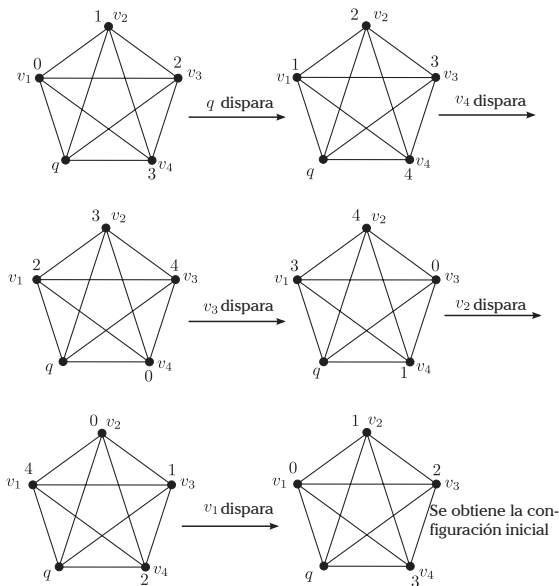 1 v₂
0 2
v₁ v₃
q v₄
3
q dispara
2 v₂
1 3
v₁ v₃
q v₄
4
v₄ dispara
3 v₂
2 4
v₁ v₃
q v₄
0
v₃ dispara
4 v₂
3 0
v₁ v₃
q v₄
1
v₂ dispara
0 v₂
4 1
v₁ v₃
q v₄
2
v₁ dispara
1 v₂
0 2
v₁ v₃
q v₄
3
Se obtiene la con-
figuración inicial